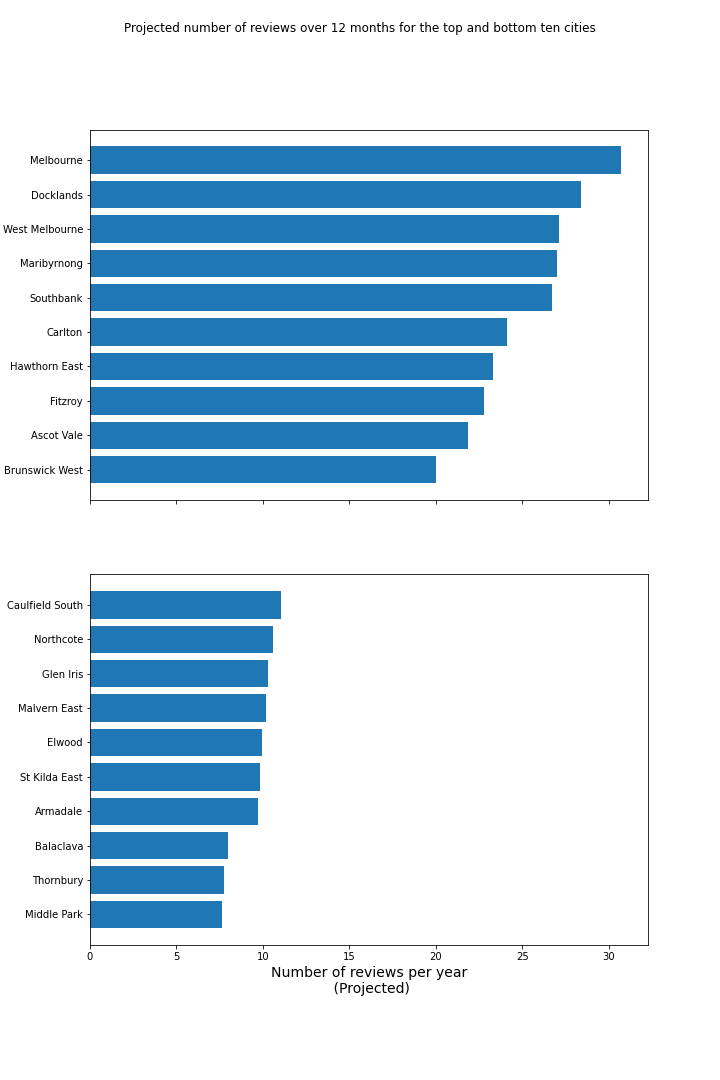 Projected number of reviews over 12 months for the top and bottom ten cities
Melbourne
Docklands
West Melbourne
Maribyrnong
Southbank
Carlton
Hawthorn East
Fitzroy
Ascot Vale
Brunswick West
Caulfield South
Northcote
Glen Iris
Malvern East
Elwood
St Kilda East
Armadale
Balaclava
Thornbury
Middle Park
0 5 10 15 20 25 30
Number of reviews per year
(Projected)